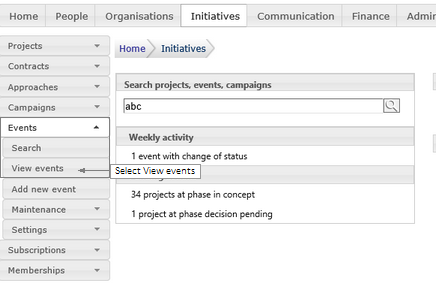 Home People Organisations Initiatives Communication Finance Admin
Projects
Contracts
Approaches
Campaigns
Events
Search
View events
Add new event
Maintenance
Settings
Subscriptions
Memberships
Home Initiatives
Search projects, events, campaigns
abc
Weekly activity
1 event with change of status
Select View events
34 projects at phase in concept
1 project at phase decision pending